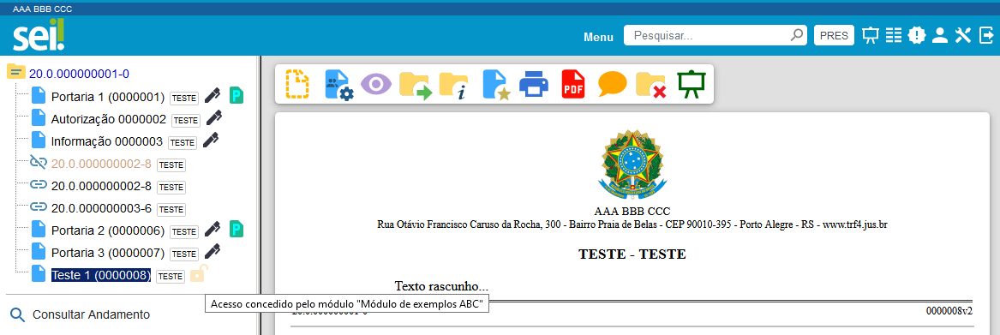 AAA BBB CCC
sei!
Menu
Pesquisar...
PRES
20.0.000000001-0
Portaria 1 (0000001) TESTE P
Autorização 0000002 TESTE
Informação 0000003 TESTE
20.0.000000002-8 TESTE
20.0.000000002-8 TESTE
20.0.000000003-6 TESTE
Portaria 2 (0000006) TESTE P
Portaria 3 (0000007) TESTE
Teste 1 (0000008) TESTE
Acesso concedido pelo módulo "Módulo de exemplos ABC"
Consultar Andamento
i
PDF
AAA BBB CCC
Rua Otávio Francisco Caruso da Rocha, 300 - Bairro Praia de Belas - CEP 90010-395 - Porto Alegre - RS - www.trf4.jus.br
TESTE - TESTE
Texto rascunho...
0000008v2